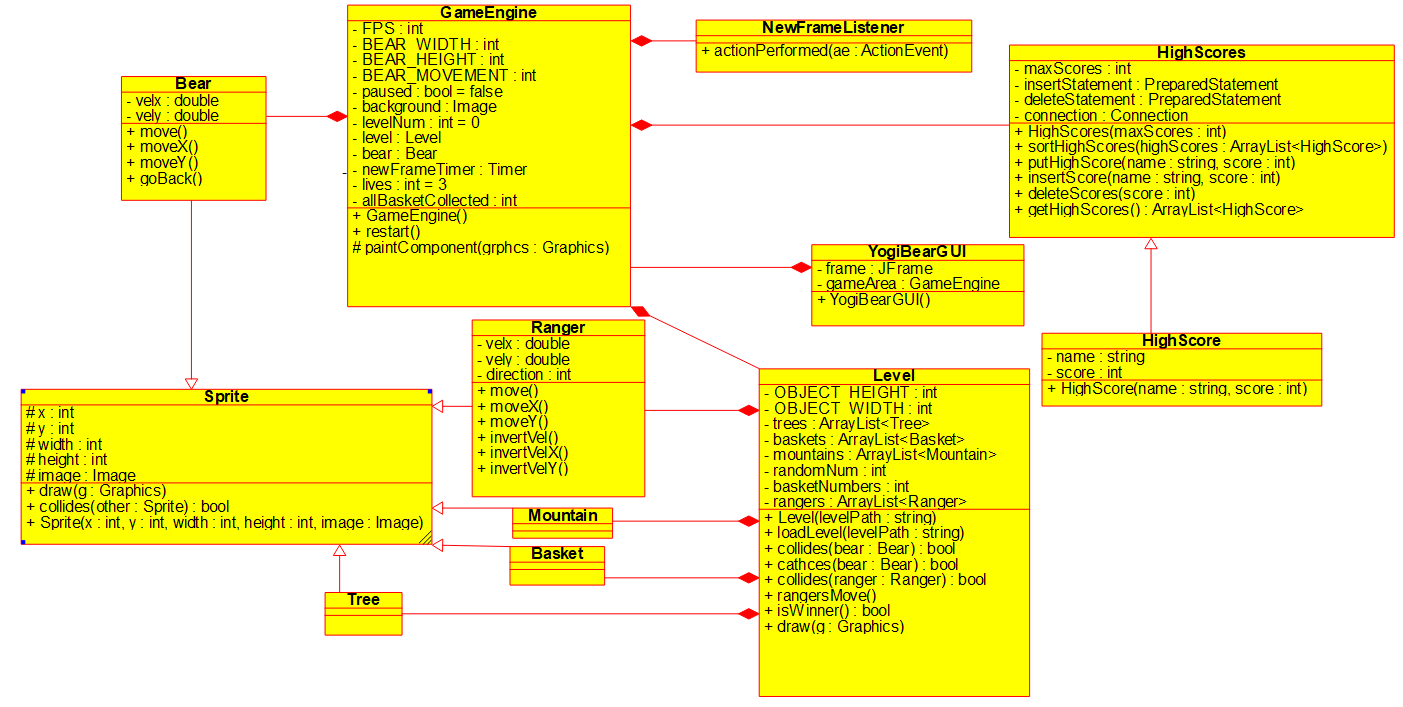 GameEngine
- FPS : int
- BEAR_WIDTH : int
- BEAR_HEIGHT : int
- BEAR_MOVEMENT : int
- paused : bool = false
- background : Image
- levelNum : int = 0
- level : Level
- bear : Bear
- newFrameTimer : Timer
- lives : int = 3
- allBasketCollected : int
+ GameEngine()
+ restart()
# paintComponent(grphcs : Graphics)
NewFrameListener
+ actionPerformed(ae : ActionEvent)
HighScores
- maxScores : int
- insertStatement : PreparedStatement
- deleteStatement : PreparedStatement
- connection : Connection
+ HighScores(maxScores : int)
+ sortHighScores(highScores : ArrayList<HighScore>)
+ putHighScore(name : string, score : int)
+ insertScore(name : string, score : int)
+ deleteScores(score : int)
+ getHighScores() : ArrayList<HighScore>
Bear
- velx : double
- vely : double
+ move()
+ moveX()
+ moveY()
+ goBack()
YogiBearGUI
- frame : JFrame
- gameArea : GameEngine
+ YogiBearGUI()
Ranger
- velx : double
- vely : double
- direction : int
+ move()
+ moveX()
+ moveY()
+ invertVel()
+ invertVelX()
+ invertVelY()
HighScore
- name : string
- score : int
+ HighScore(name : string, score : int)
Sprite
# x : int
# y : int
# width : int
# height : int
# image : Image
+ draw(g : Graphics)
+ collides(other : Sprite) : bool
+ Sprite(x : int, y : int, width : int, height : int, image : Image)
Level
- OBJECT_HEIGHT : int
- OBJECT_WIDTH : int
- trees : ArrayList<Tree>
- baskets : ArrayList<Basket>
- mountains : ArrayList<Mountain>
- randomNum : int
- basketNumbers : int
- rangers : ArrayList<Ranger>
+ Level(levelPath : string)
+ loadLevel(levelPath : string)
+ collides(bear : Bear) : bool
+ cathces(bear : Bear) : bool
+ collides(ranger : Ranger) : bool
+ rangersMove()
+ isWinner() : bool
+ draw(g : Graphics)
Mountain
Basket
Tree